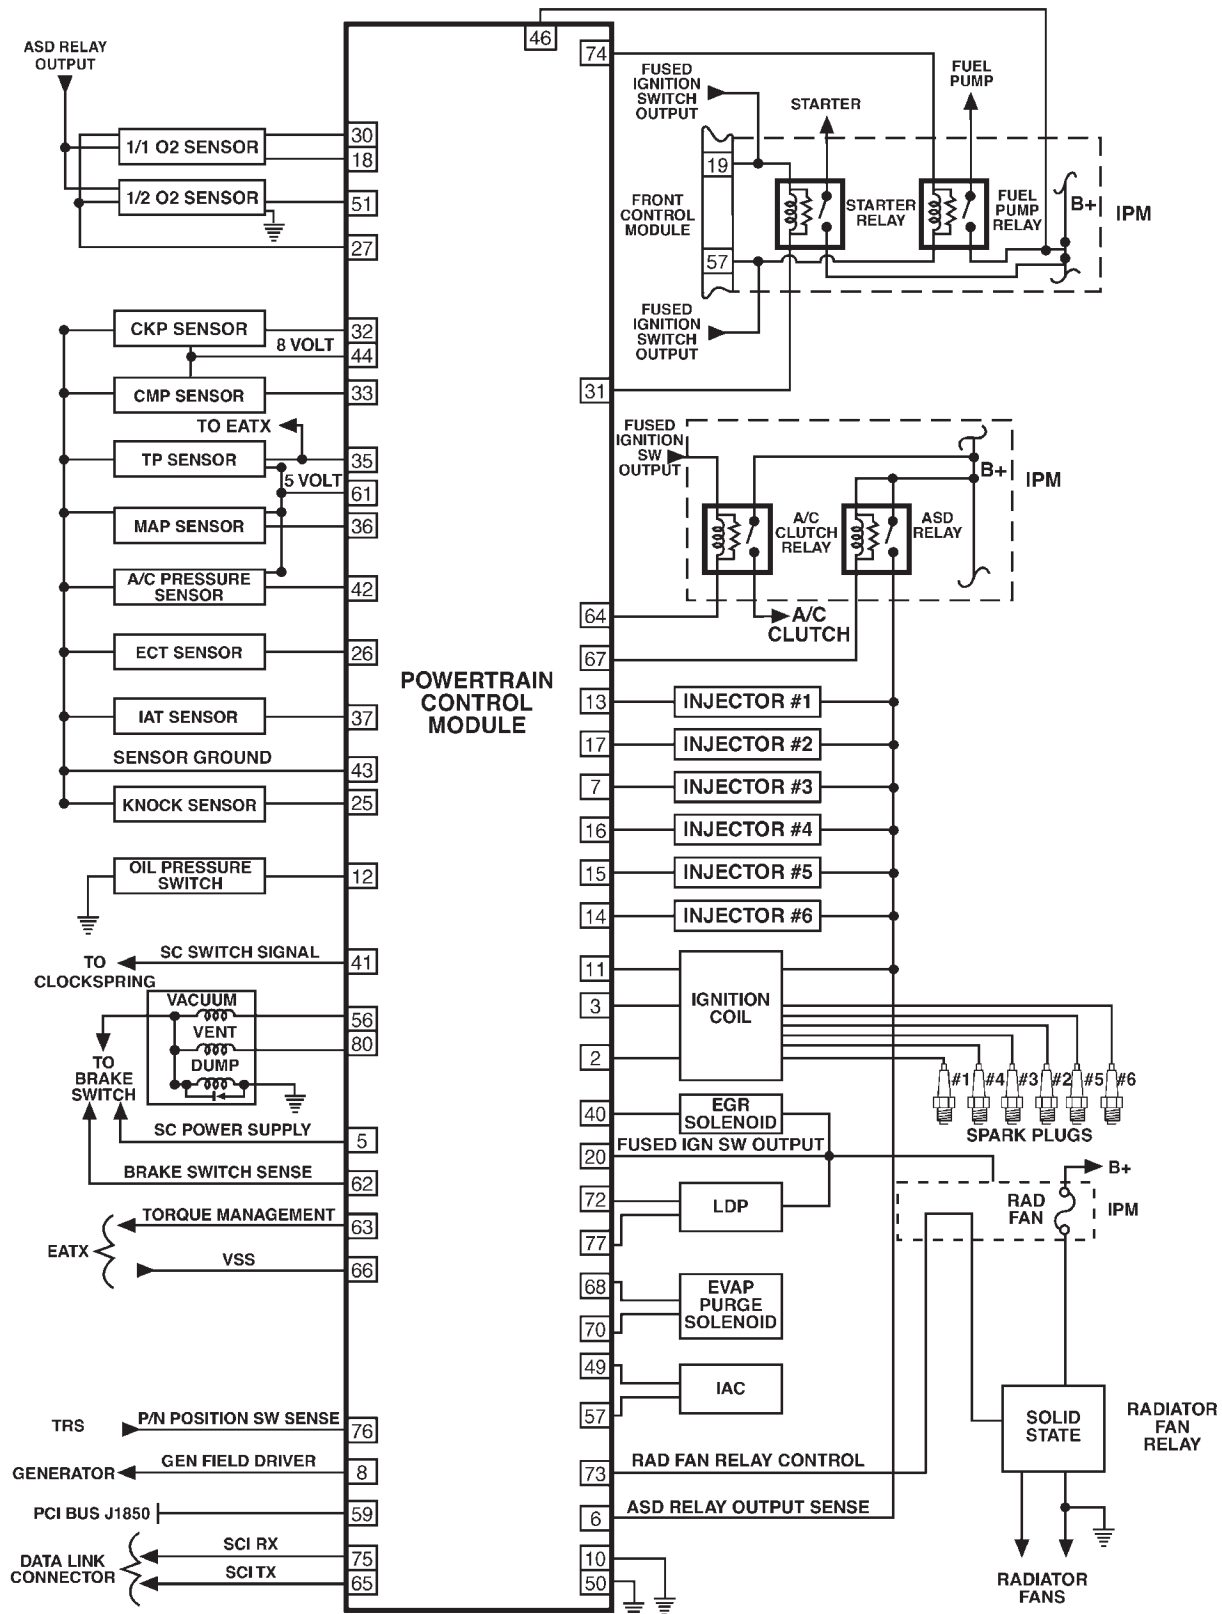 ASD RELAY
OUTPUT
1/1 O2 SENSOR
1/2 O2 SENSOR
30
18
51
27
CKP SENSOR
8 VOLT
CMP SENSOR
TO EATX
TP SENSOR
5 VOLT
MAP SENSOR
A/C PRESSURE
SENSOR
ECT SENSOR
IAT SENSOR
SENSOR GROUND
KNOCK SENSOR
OIL PRESSURE
SWITCH
32
44
33
35
61
36
42
26
37
43
25
12
SC SWITCH SIGNAL
41
TO
CLOCKSPRING
VACUUM
56
VENT
80
DUMP
TO
BRAKE
SWITCH
SC POWER SUPPLY
5
BRAKE SWITCH SENSE
62
TORQUE MANAGEMENT
63
EATX
VSS
66
TRS
P/N POSITION SW SENSE
76
GENERATOR
GEN FIELD DRIVER
8
PCI BUS J1850
59
DATA LINK
CONNECTOR
SCI RX
75
SCI TX
65
POWERTRAIN
CONTROL
MODULE
46
74
FUSED
IGNITION
SWITCH
OUTPUT
STARTER
FUEL
PUMP
19
FRONT
CONTROL
MODULE
57
STARTER
RELAY
FUEL
PUMP
RELAY
B+
IPM
FUSED
IGNITION
SWITCH
OUTPUT
31
FUSED
IGNITION
SW
OUTPUT
A/C
CLUTCH
RELAY
ASD
RELAY
B+
IPM
64
A/C
CLUTCH
67
13
INJECTOR #1
17
INJECTOR #2
7
INJECTOR #3
16
INJECTOR #4
15
INJECTOR #5
14
INJECTOR #6
11
3
2
IGNITION
COIL
#1
#4
#3
#2
#5
#6
SPARK PLUGS
40
EGR
SOLENOID
20
FUSED IGN SW OUTPUT
72
77
LDP
68
70
EVAP
PURGE
SOLENOID
49
57
IAC
B+
RAD
FAN
IPM
SOLID
STATE
RADIATOR
FAN
RELAY
73
RAD FAN RELAY CONTROL
6
ASD RELAY OUTPUT SENSE
10
50
RADIATOR
FANS